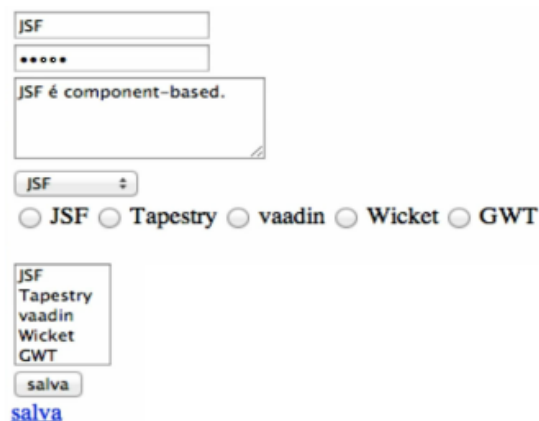 JSF
•••••
JSF é component-based.
JSF
JSF Tapestry vaadin Wicket GWT
JSF
Tapestry
vaadin
Wicket
GWT
salva
salva